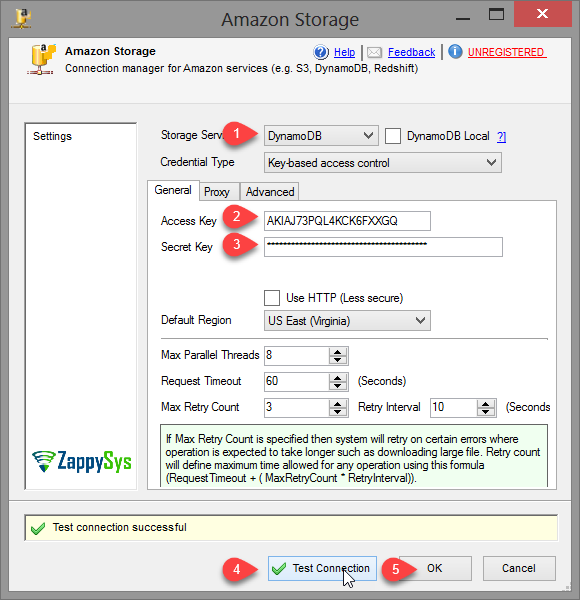 Amazon Storage
Amazon Storage
Help | Feedback | UNREGISTERED
Connection manager for Amazon services (e.g. S3, DynamoDB, Redshift)
Settings
Storage Serv 1 DynamoDB DynamoDB Local ?]
Credential Type Key-based access control
General Proxy Advanced
Access Key 2 AKIAJ73PQL4KCK6FXXGQ
Secret Key 3 ****************************************
Use HTTP (Less secure)
Default Region US East (Virginia)
Max Parallel Threads 8
Request Timeout 60 (Seconds)
Max Retry Count 3 Retry Interval 10 (Seconds
If Max Retry Count is specified then system will retry on certain errors where
operation is expected to take longer such as downloading large file. Retry count
will define maximum time allowed for any operation using this formula
(RequestTimeout + ( MaxRetryCount * RetryInterval)).
ZappySys
Test connection successful
4 Test Connection 5 OK Cancel